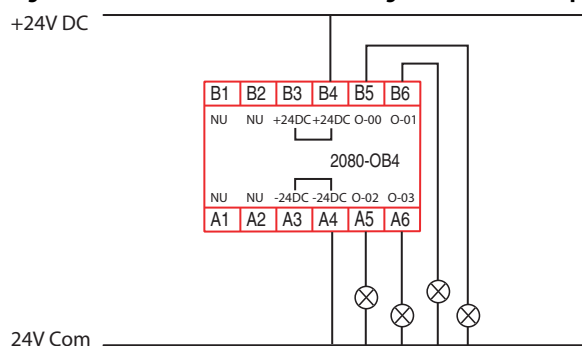 +24V DC
B1 B2 B3 B4 B5 B6
NU NU +24DC +24DC O-00 O-01
2080-OB4
NU NU -24DC -24DC O-02 O-03
A1 A2 A3 A4 A5 A6
24V Com